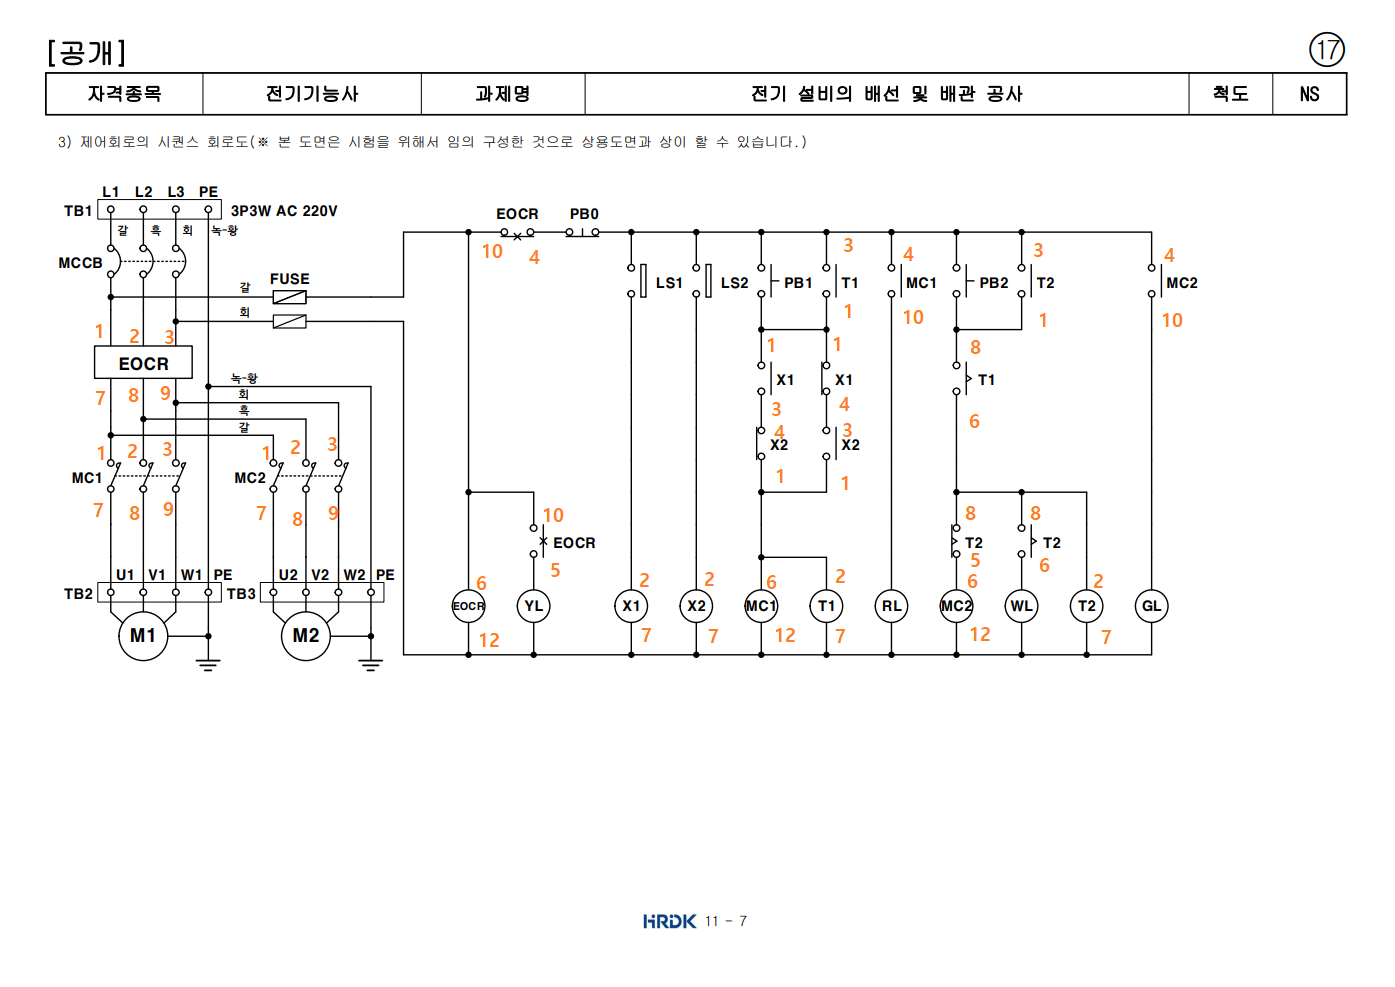 [공개]
17
자격종목 전기기능사 과제명 전기 설비의 배선 및 배관 공사 척도 NS
3) 제어회로의 시퀀스 회로도(※ 본 도면은 시험을 위해서 임의 구성한 것으로 상용도면과 상이 할 수 있습니다.)
L1 L2 L3 PE
TB1 3P3W AC 220V
갈 흑 회 녹-황
EOCR PB0
10 4
MCCB
FUSE
갈
회
3 4 3 4
LS1 LS2 PB1 T1 MC1 PB2 T2 MC2
1 10 1 10
1 2 3
EOCR
7 8 9
녹-황
회
흑
갈
1 1 8
X1 X1 T1
3 4 6
4 3
X2 X2
1 1
1 2 3 1 2 3
MC1 MC2
7 8 9 7 8 9
10 8 8
EOCR T2 T2
5 5 6
U1 V1 W1 PE U2 V2 W2 PE
TB2 TB3
6 2 2 6 2 6 2
EOCR YL X1 X2 MC1 T1 RL MC2 WL T2 GL
12 7 7 12 7 12 7
M1 M2
HRDK 11 - 7